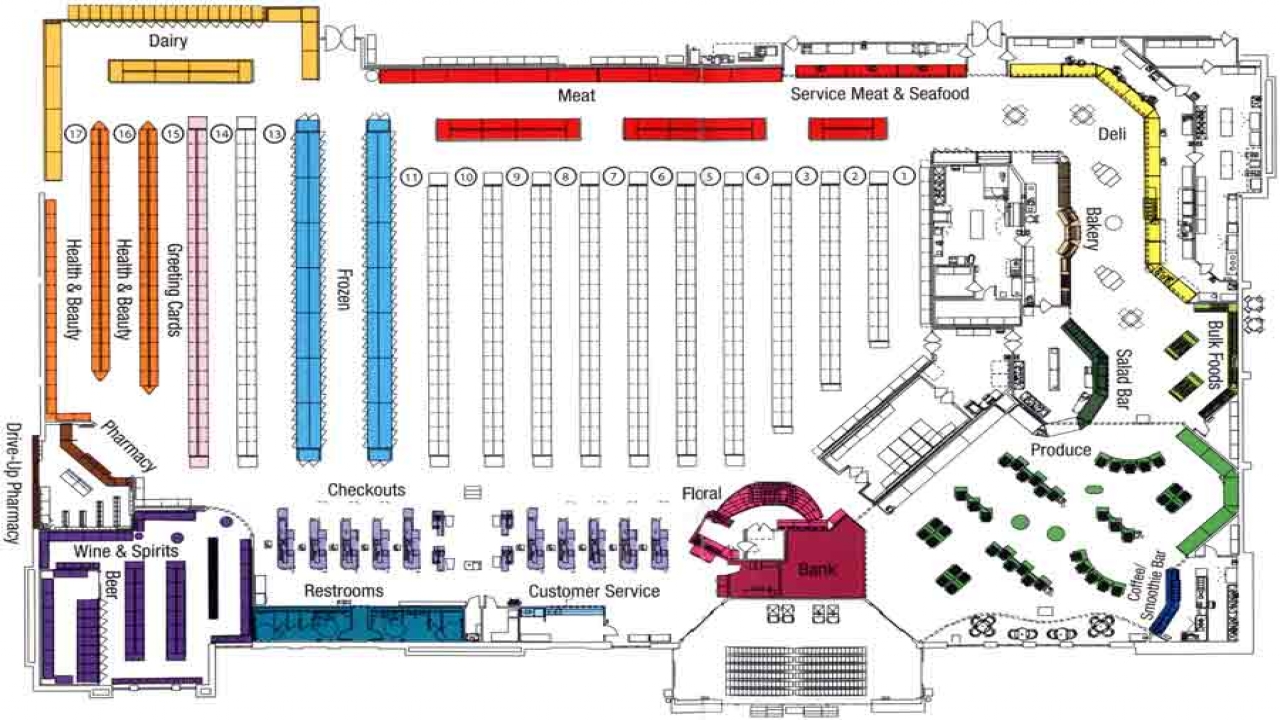 Dairy
Meat
Service Meat & Seafood
Deli
17
16
15
14
13
11
10
9
8
7
6
5
4
3
2
1
Health & Beauty
Health & Beauty
Greeting Cards
Frozen
Bakery
Bulk Foods
Salad Bar
Drive-Up Pharmacy
Pharmacy
Produce
Checkouts
Floral
Wine & Spirits
Beer
Restrooms
Customer Service
Bank
Coffee/
Smoothie Bar